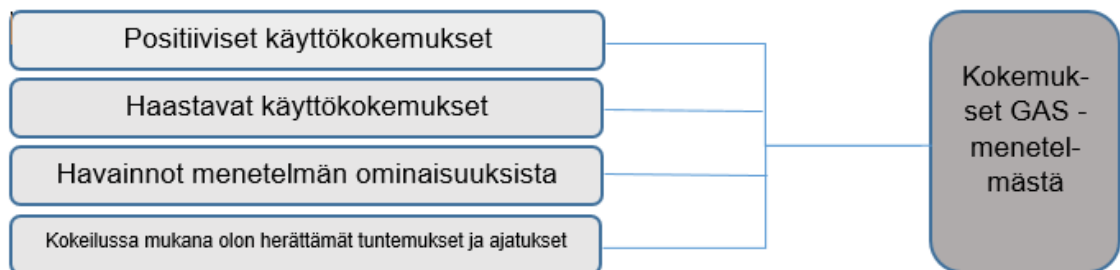 Positiiviset käyttökokemukset
Haastavat käyttökokemukset
Havainnot menetelmän ominaisuuksista
Kokeilussa mukana olon herättämät tuntemukset ja ajatukset
Kokemuk-
set GAS -
menetel-
mästä